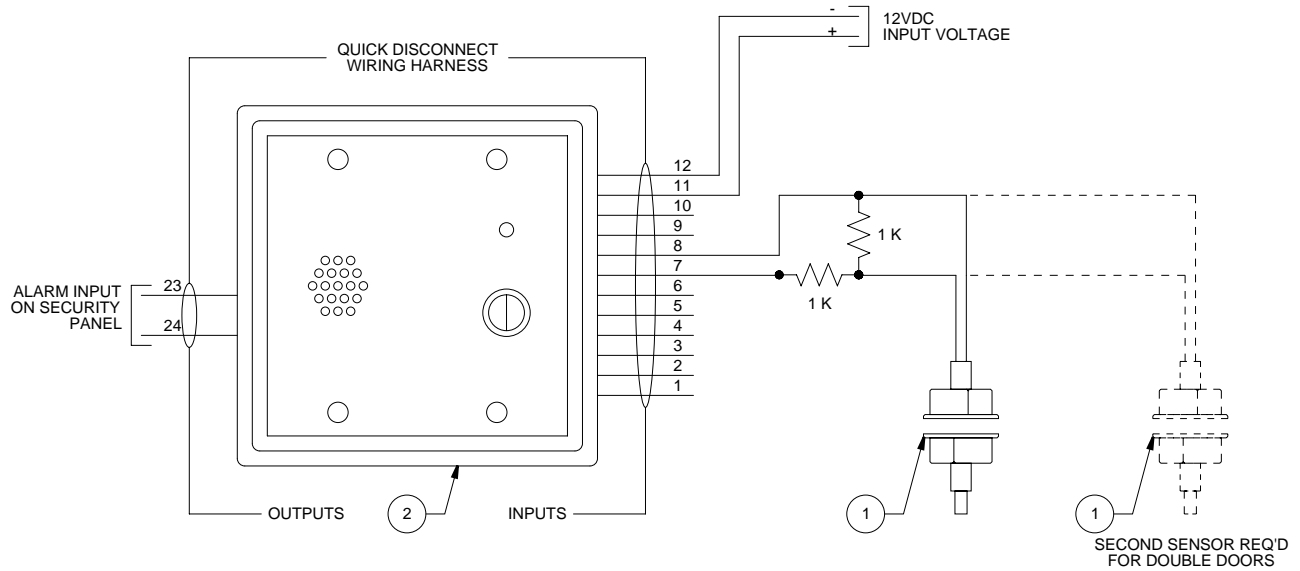 -
+
12VDC
INPUT VOLTAGE
QUICK DISCONNECT
WIRING HARNESS
12
11
10
9
8
7
6
5
4
3
2
1
1 K
1 K
ALARM INPUT
ON SECURITY
PANEL
23
24
OUTPUTS
2
INPUTS
1
1
SECOND SENSOR REQ'D
FOR DOUBLE DOORS